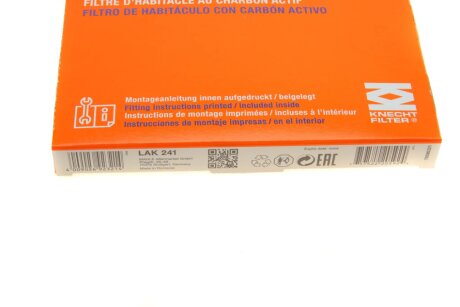 FILTRE D'HABITACLE AU CHARBON ACTIF
FILTRO DE HABITÁCULO CON CARBÓN ACTIVO
Montageanleitung innen aufgedruckt / beigelegt
Fitting instructions printed / included inside
Instructions de montage imprimées / incluses à l'intérieur
Instrucciones de montaje impresas / en el interior
KNECHT
FILTER®
LAK 241
EAC